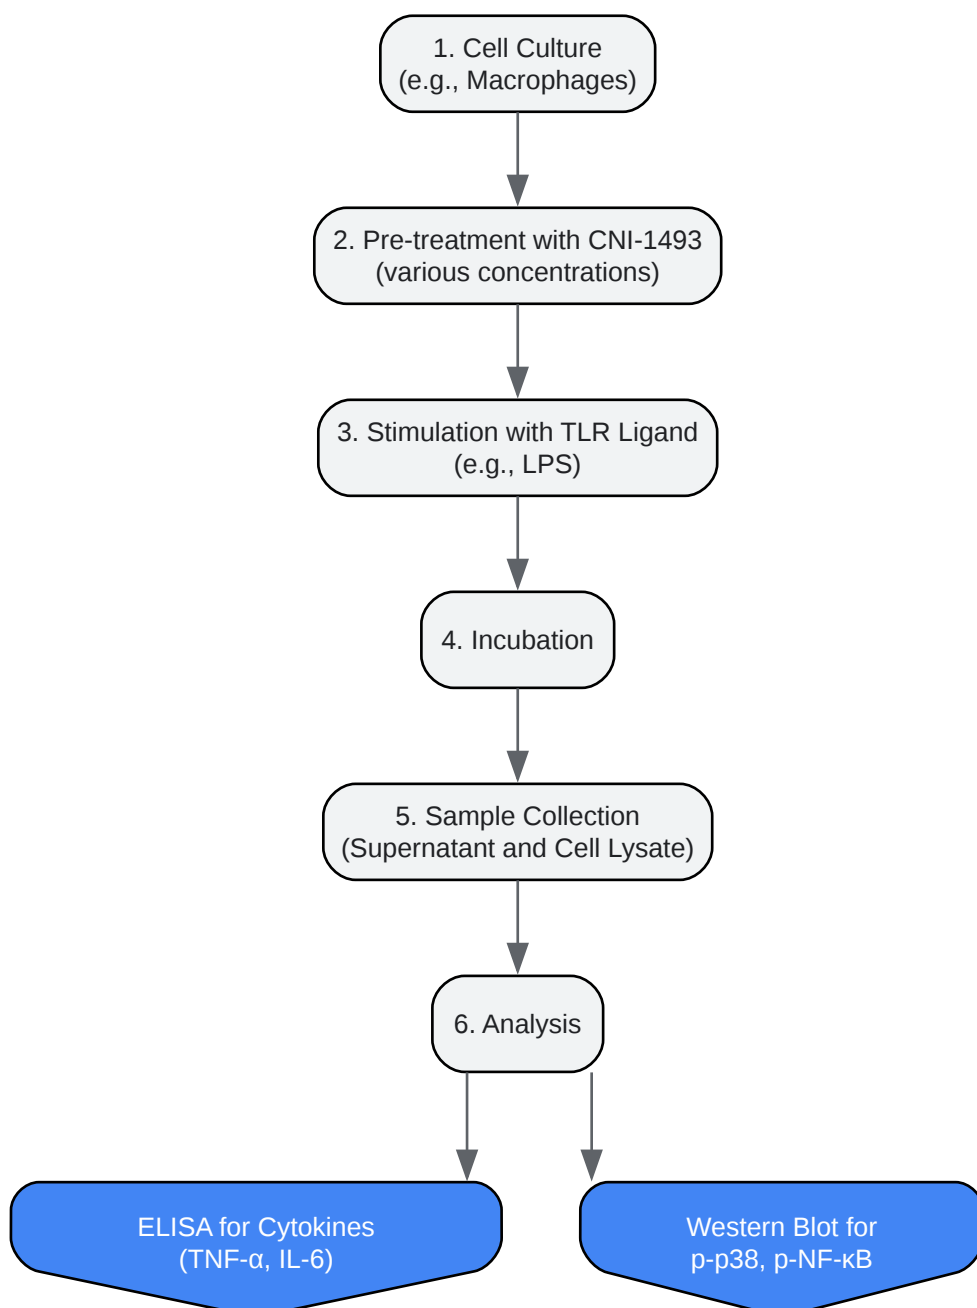 1. Cell Culture
(e.g., Macrophages)
2. Pre-treatment with CNI-1493
(various concentrations)
3. Stimulation with TLR Ligand
(e.g., LPS)
4. Incubation
5. Sample Collection
(Supernatant and Cell Lysate)
6. Analysis
ELISA for Cytokines
(TNF-α, IL-6)
Western Blot for
p-p38, p-NF-κB